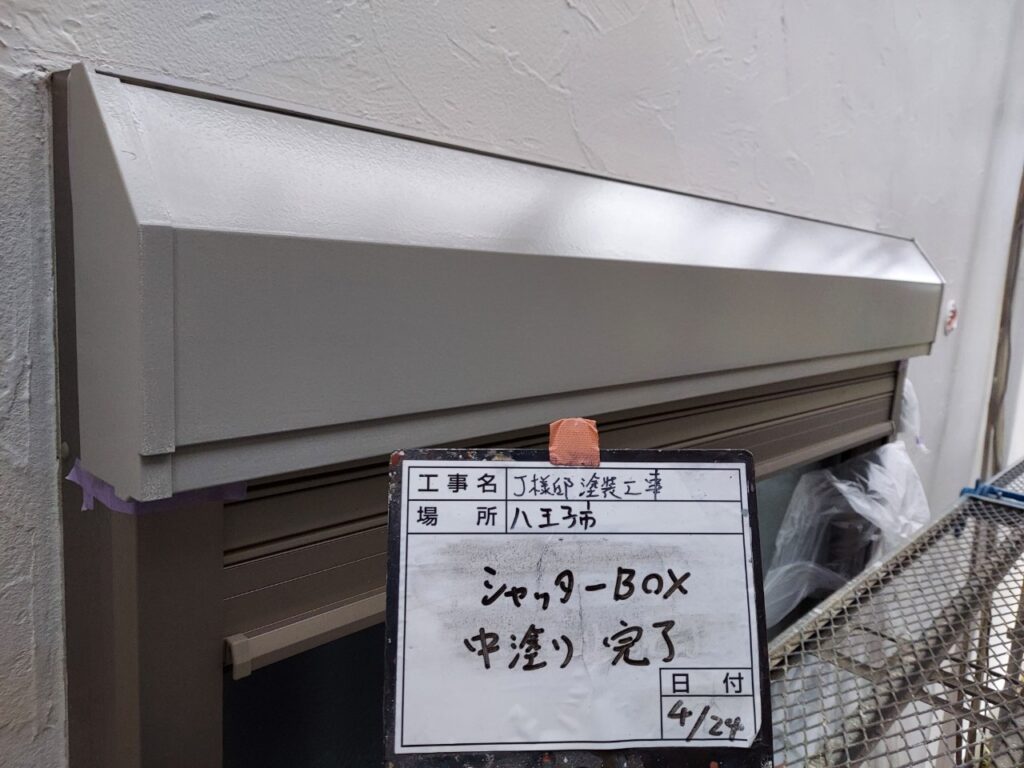 工事名 J様邸塗装工事
場所 八王子市
シャッターBOX
中塗り 完了
日付
4/24